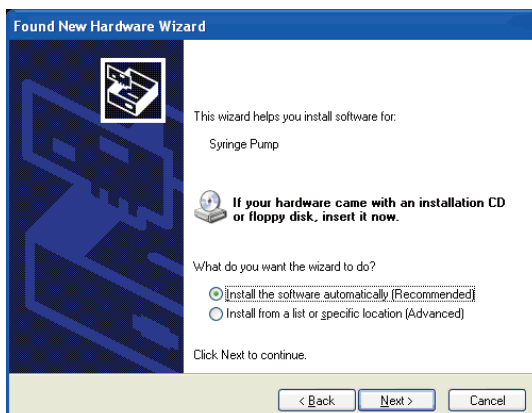 Found New Hardware Wizard
This wizard helps you install software for:
Syringe Pump
If your hardware came with an installation CD
or floppy disk, insert it now.
What do you want the wizard to do?
Install the software automatically (Recommended)
Install from a list or specific location (Advanced)
Click Next to continue.
< Back Next > Cancel